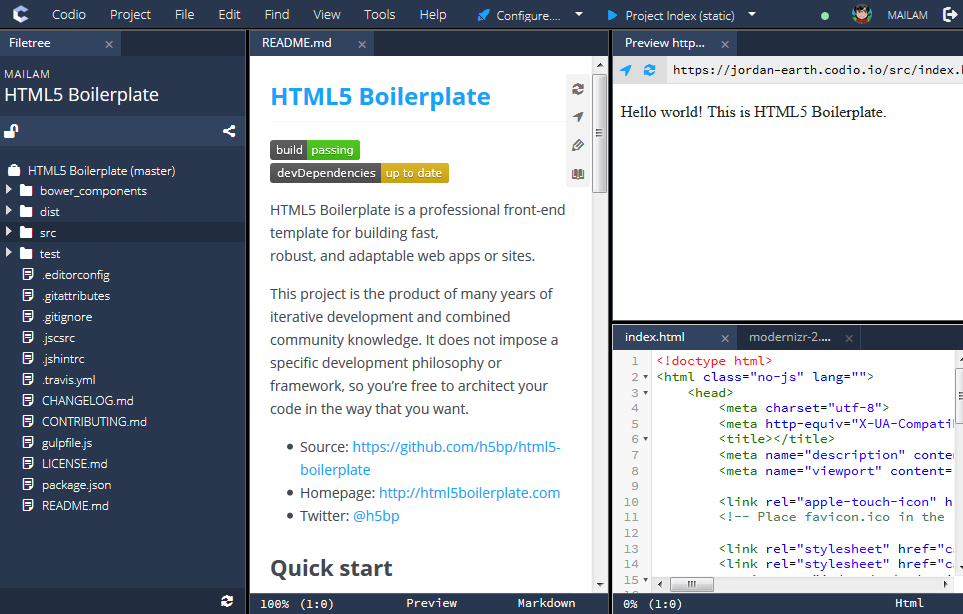 Codio Project File Edit Find View Tools Help Configure.... Project Index (static) MAILAM
Filetree
MAILAM
HTML5 Boilerplate
HTML5 Boilerplate (master)
bower_components
dist
src
test
.editorconfig
.gitattributes
.gitignore
.jscsrc
.jshintrc
.travis.yml
CHANGELOG.md
CONTRIBUTING.md
gulpfile.js
LICENSE.md
package.json
README.md
README.md
HTML5 Boilerplate
build passing
devDependencies up to date
HTML5 Boilerplate is a professional front-end
template for building fast,
robust, and adaptable web apps or sites.
This project is the product of many years of
iterative development and combined
community knowledge. It does not impose a
specific development philosophy or
framework, so you’re free to architect your
code in the way that you want.
Source: https://github.com/h5bp/html5-
boilerplate
Homepage: http://html5boilerplate.com
Twitter: @h5bp
Quick start
100% (1:0) Preview Markdown
Preview http...
https://jordan-earth.codio.io/src/index.
Hello world! This is HTML5 Boilerplate.
index.html modernizr-2....
1 <!doctype html>
2 <html class="no-js" lang="">
3 <head>
4 <meta charset="utf-8">
5 <meta http-equiv="X-UA-Compati
6 <title></title>
7 <meta name="description" conte
8 <meta name="viewport" content=
9
10 <link rel="apple-touch-icon" h
11 <!-- Place favicon.ico in the
12
13 <link rel="stylesheet" href="c
14 <link rel="stylesheet" href="c
15
0% (1:0) Html